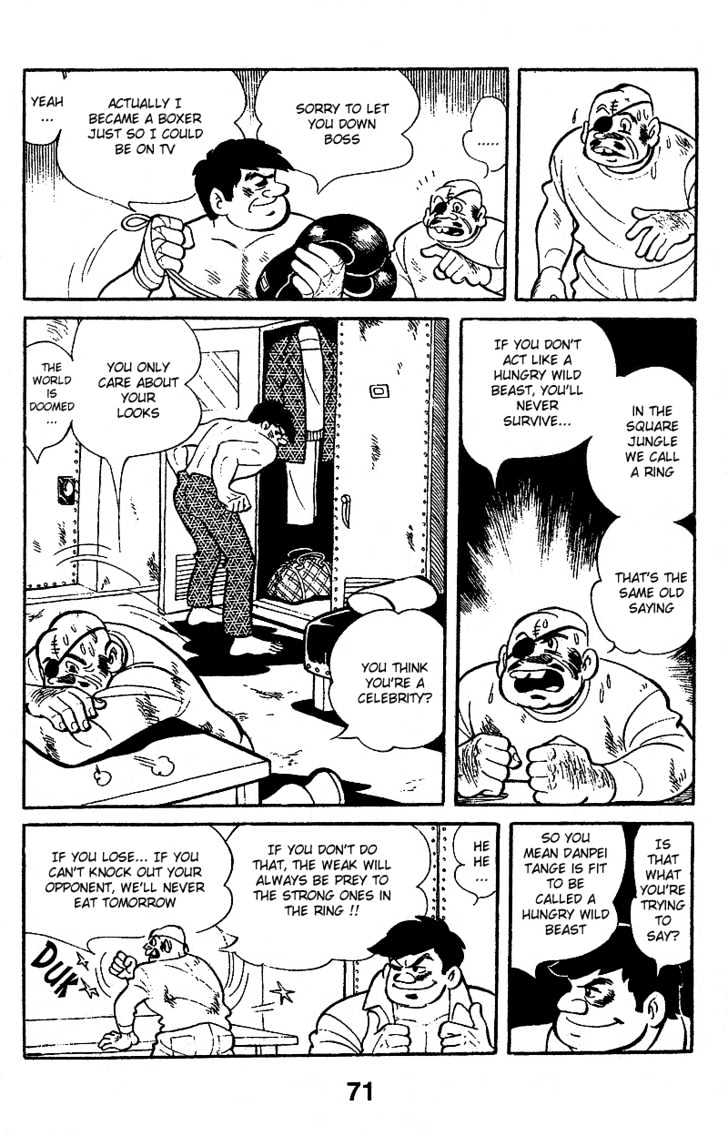 YEAH
...
ACTUALLY I
BECAME A BOXER
JUST SO I COULD
BE ON TV
SORRY TO LET
YOU DOWN
BOSS
.....
THE
WORLD
IS
DOOMED
...
YOU ONLY
CARE ABOUT
YOUR
LOOKS
YOU THINK
YOU'RE A
CELEBRITY?
IF YOU DON'T
ACT LIKE A
HUNGRY WILD
BEAST, YOU'LL
NEVER
SURVIVE...
IN THE
SQUARE
JUNGLE
WE CALL
A RING
THAT'S THE
SAME OLD
SAYING
IF YOU LOSE... IF YOU
CAN'T KNOCK OUT YOUR
OPPONENT, WE'LL NEVER
EAT TOMORROW
DUK
IF YOU DON'T DO
THAT, THE WEAK WILL
ALWAYS BE PREY TO
THE STRONG ONES IN
THE RING !!
HE
HE
...
SO YOU
MEAN DANPEI
TANGE IS FIT
TO BE
CALLED A
HUNGRY WILD
BEAST
IS
THAT
WHAT
YOU'RE
TRYING
TO
SAY?
71